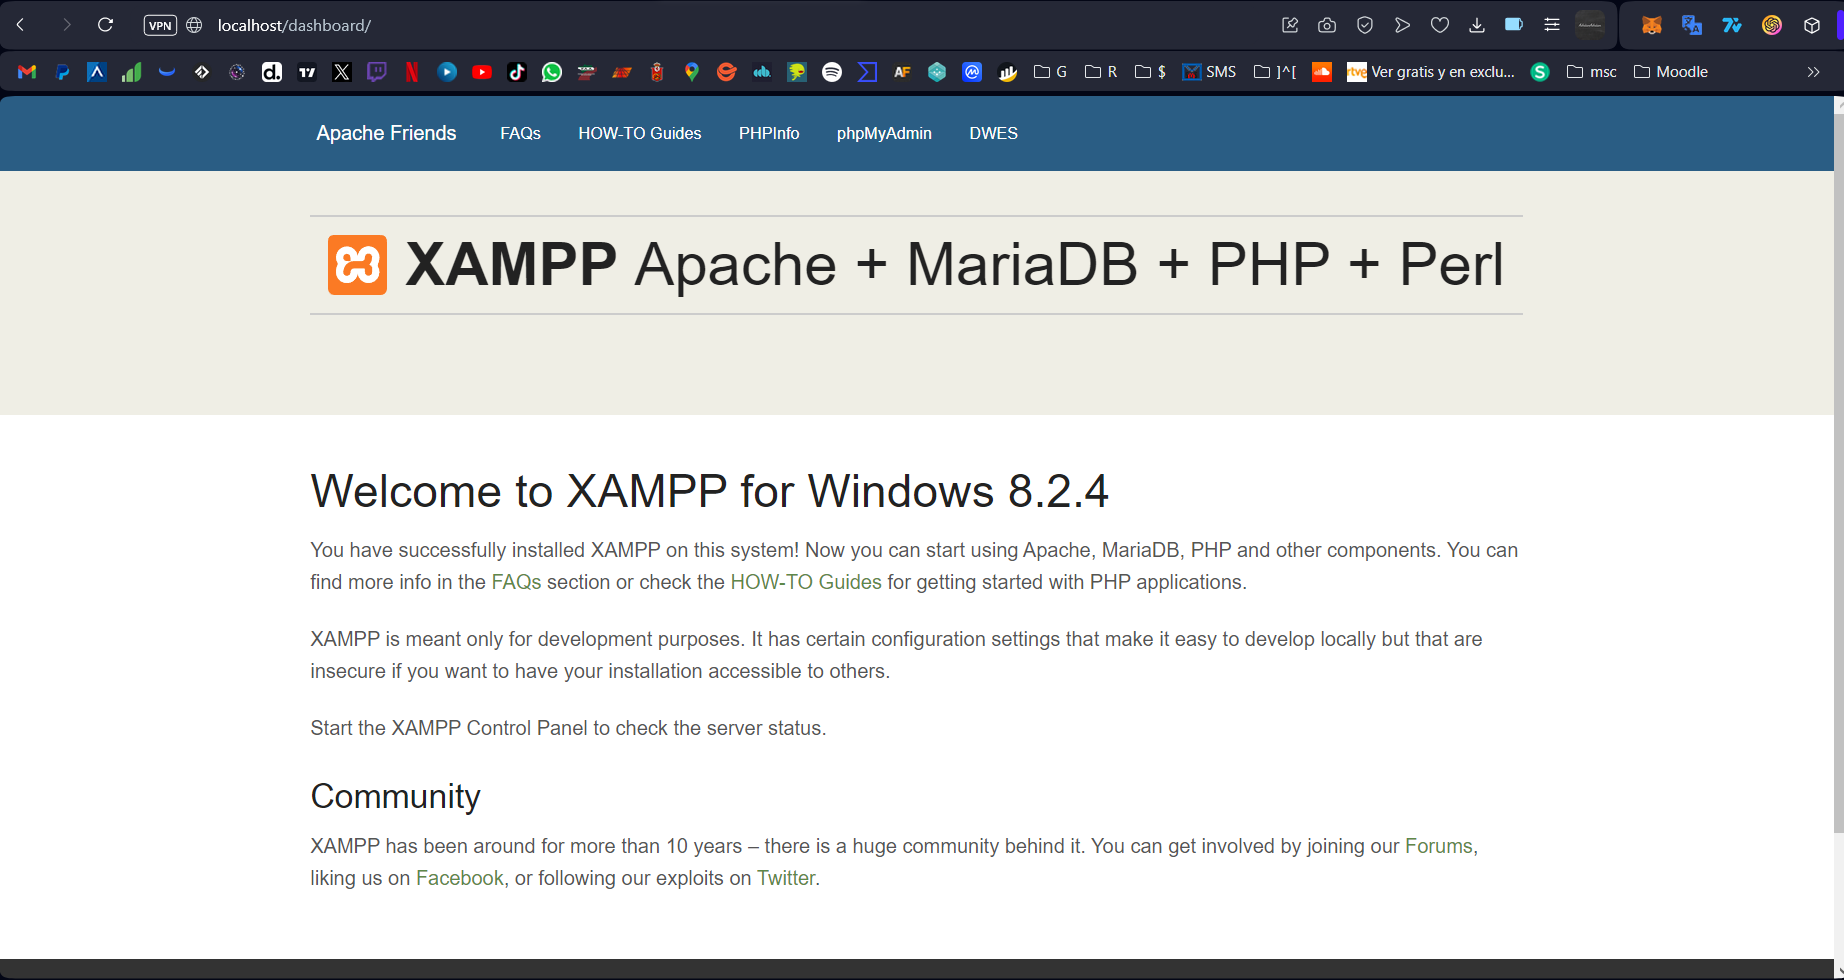 VPN localhost/dashboard/
G R $ SMS ]^[ rtve Ver gratis y en exclu... S msc Moodle
Apache Friends FAQs HOW-TO Guides PHPInfo phpMyAdmin DWES
XAMPP Apache + MariaDB + PHP + Perl
Welcome to XAMPP for Windows 8.2.4
You have successfully installed XAMPP on this system! Now you can start using Apache, MariaDB, PHP and other components. You can
find more info in the FAQs section or check the HOW-TO Guides for getting started with PHP applications.
XAMPP is meant only for development purposes. It has certain configuration settings that make it easy to develop locally but that are
insecure if you want to have your installation accessible to others.
Start the XAMPP Control Panel to check the server status.
Community
XAMPP has been around for more than 10 years – there is a huge community behind it. You can get involved by joining our Forums,
liking us on Facebook, or following our exploits on Twitter.